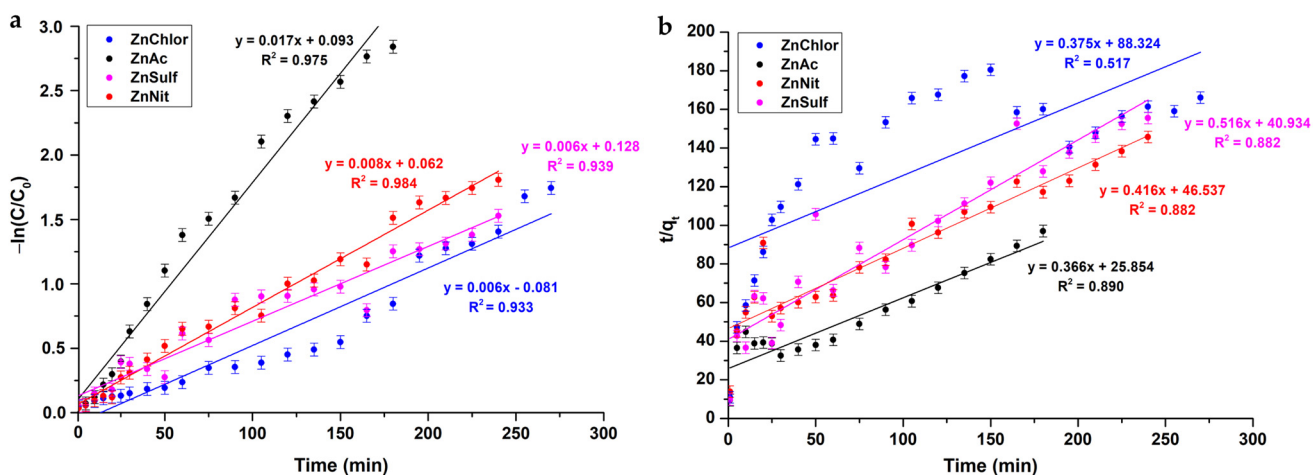 a
ZnChlor
ZnAc
ZnSulf
ZnNit
y = 0.017x + 0.093
R² = 0.975
y = 0.008x + 0.062
R² = 0.984
y = 0.006x + 0.128
R² = 0.939
y = 0.006x - 0.081
R² = 0.933
−ln(C/C₀)
3.0
2.5
2.0
1.5
1.0
0.5
0.0
0 50 100 150 200 250 300
Time (min)
b
ZnChlor
ZnAc
ZnNit
ZnSulf
y = 0.375x + 88.324
R² = 0.517
y = 0.516x + 40.934
R² = 0.882
y = 0.416x + 46.537
R² = 0.882
y = 0.366x + 25.854
R² = 0.890
t/qₜ
200
180
160
140
120
100
80
60
40
20
0
0 50 100 150 200 250 300
Time (min)